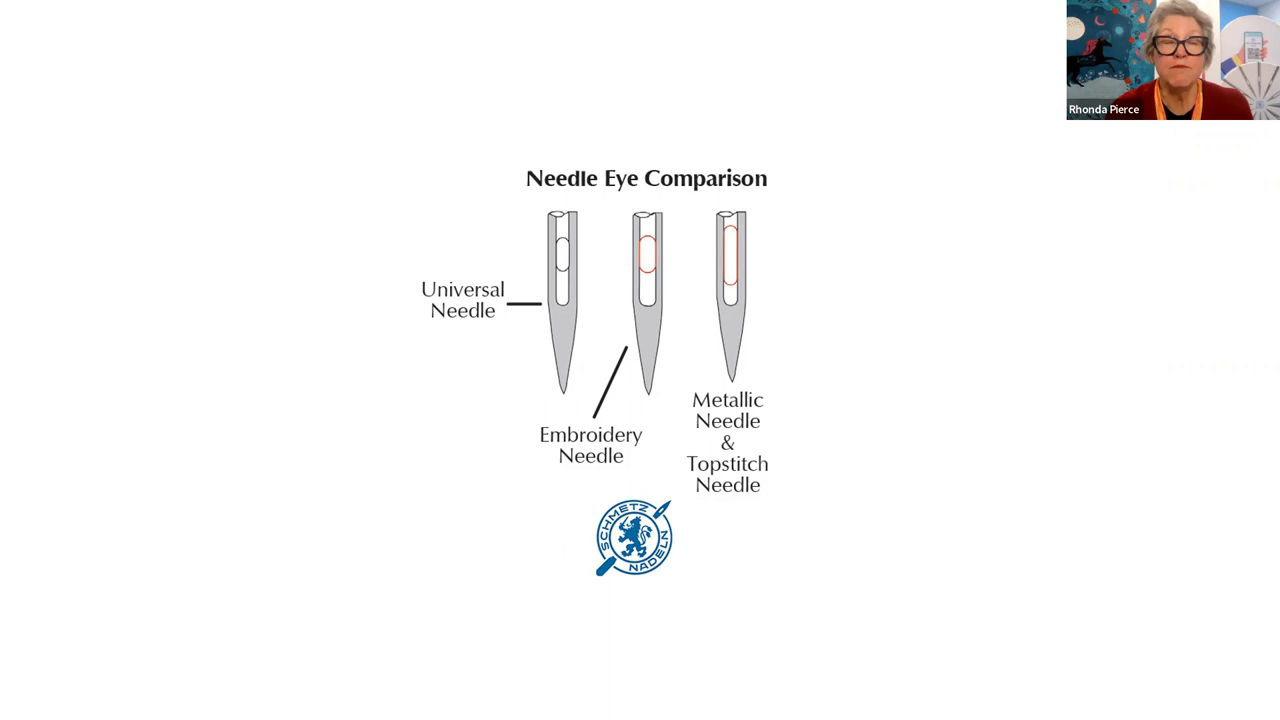 Rhonda Pierce
Needle Eye Comparison
Universal
Needle
Embroidery
Needle
Metallic
Needle
&
Topstitch
Needle
SCHMETZ
NADELN